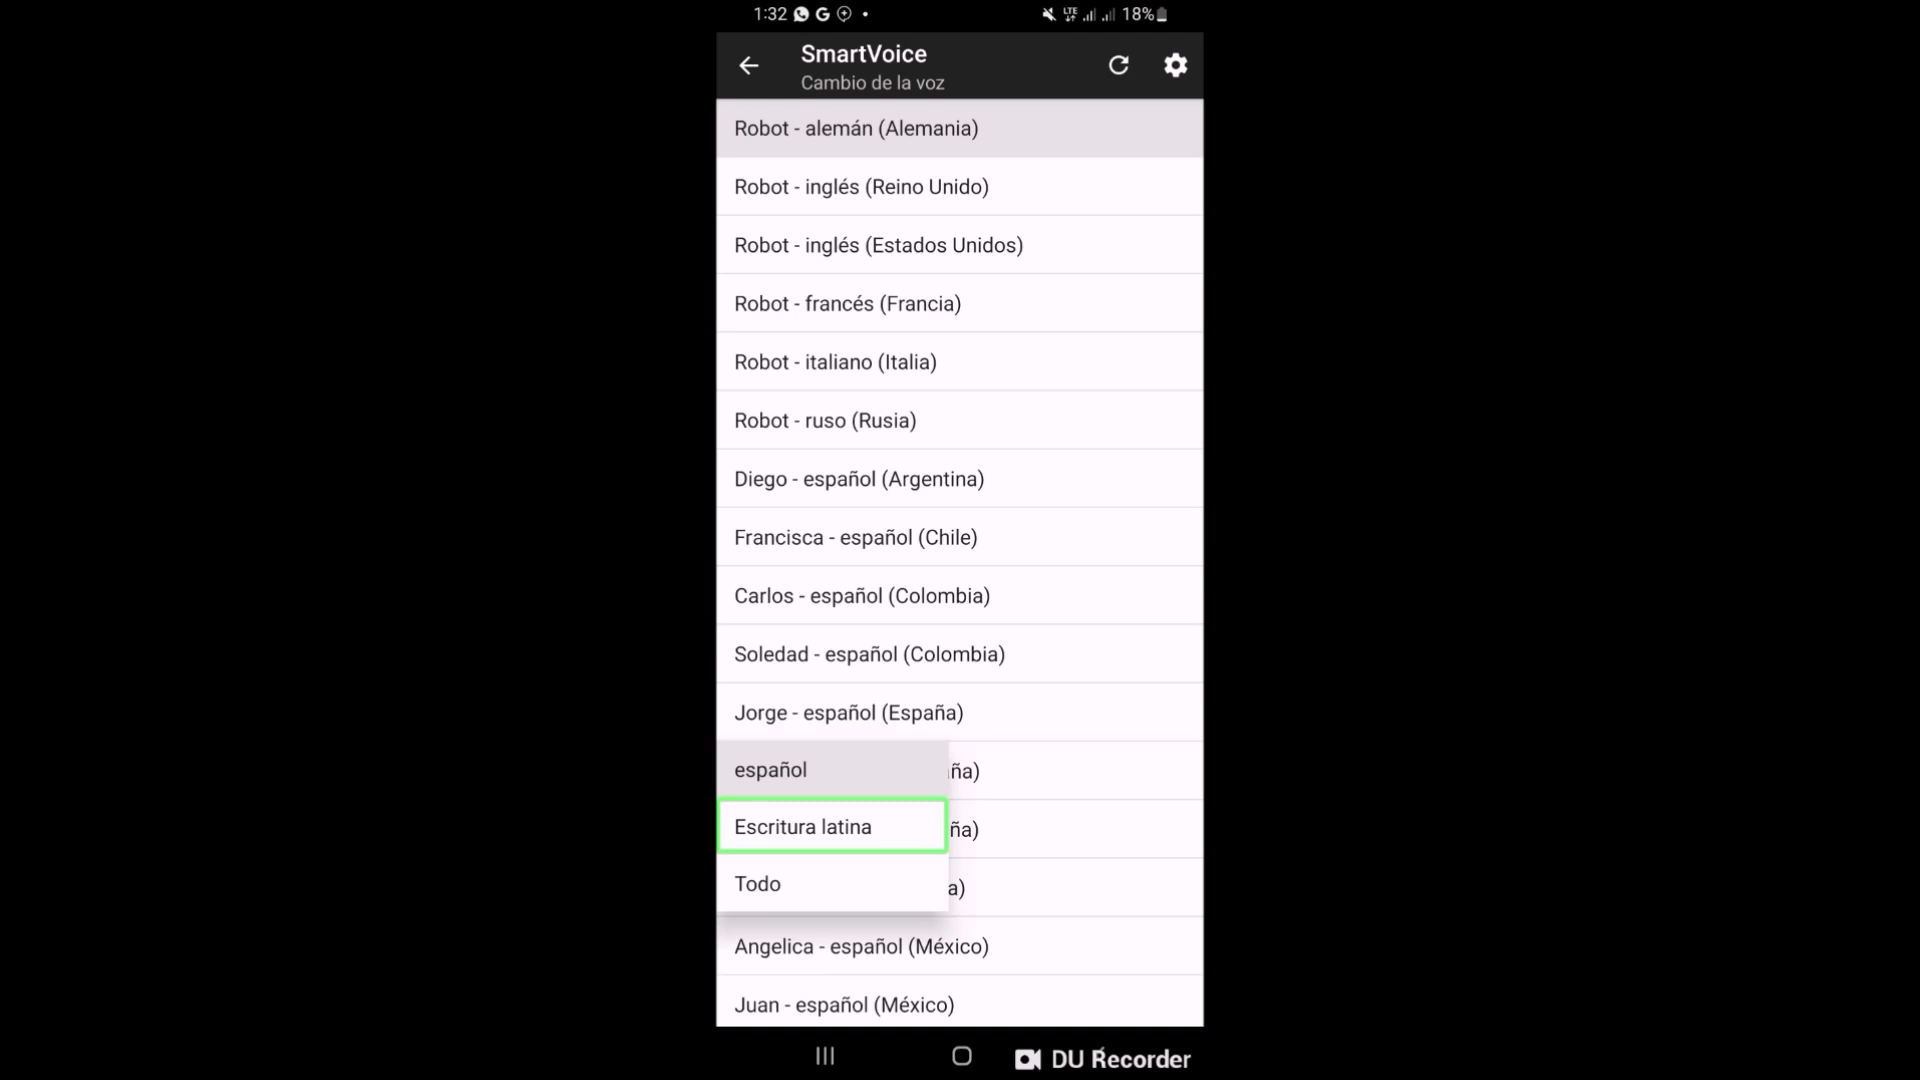 1:32
LTE
18%
SmartVoice
Cambio de la voz
Robot - alemán (Alemania)
Robot - inglés (Reino Unido)
Robot - inglés (Estados Unidos)
Robot - francés (Francia)
Robot - italiano (Italia)
Robot - ruso (Rusia)
Diego - español (Argentina)
Francisca - español (Chile)
Carlos - español (Colombia)
Soledad - español (Colombia)
Jorge - español (España)
español
ña)
Escritura latina
ña)
Todo
a)
Angelica - español (México)
Juan - español (México)
DU Recorder